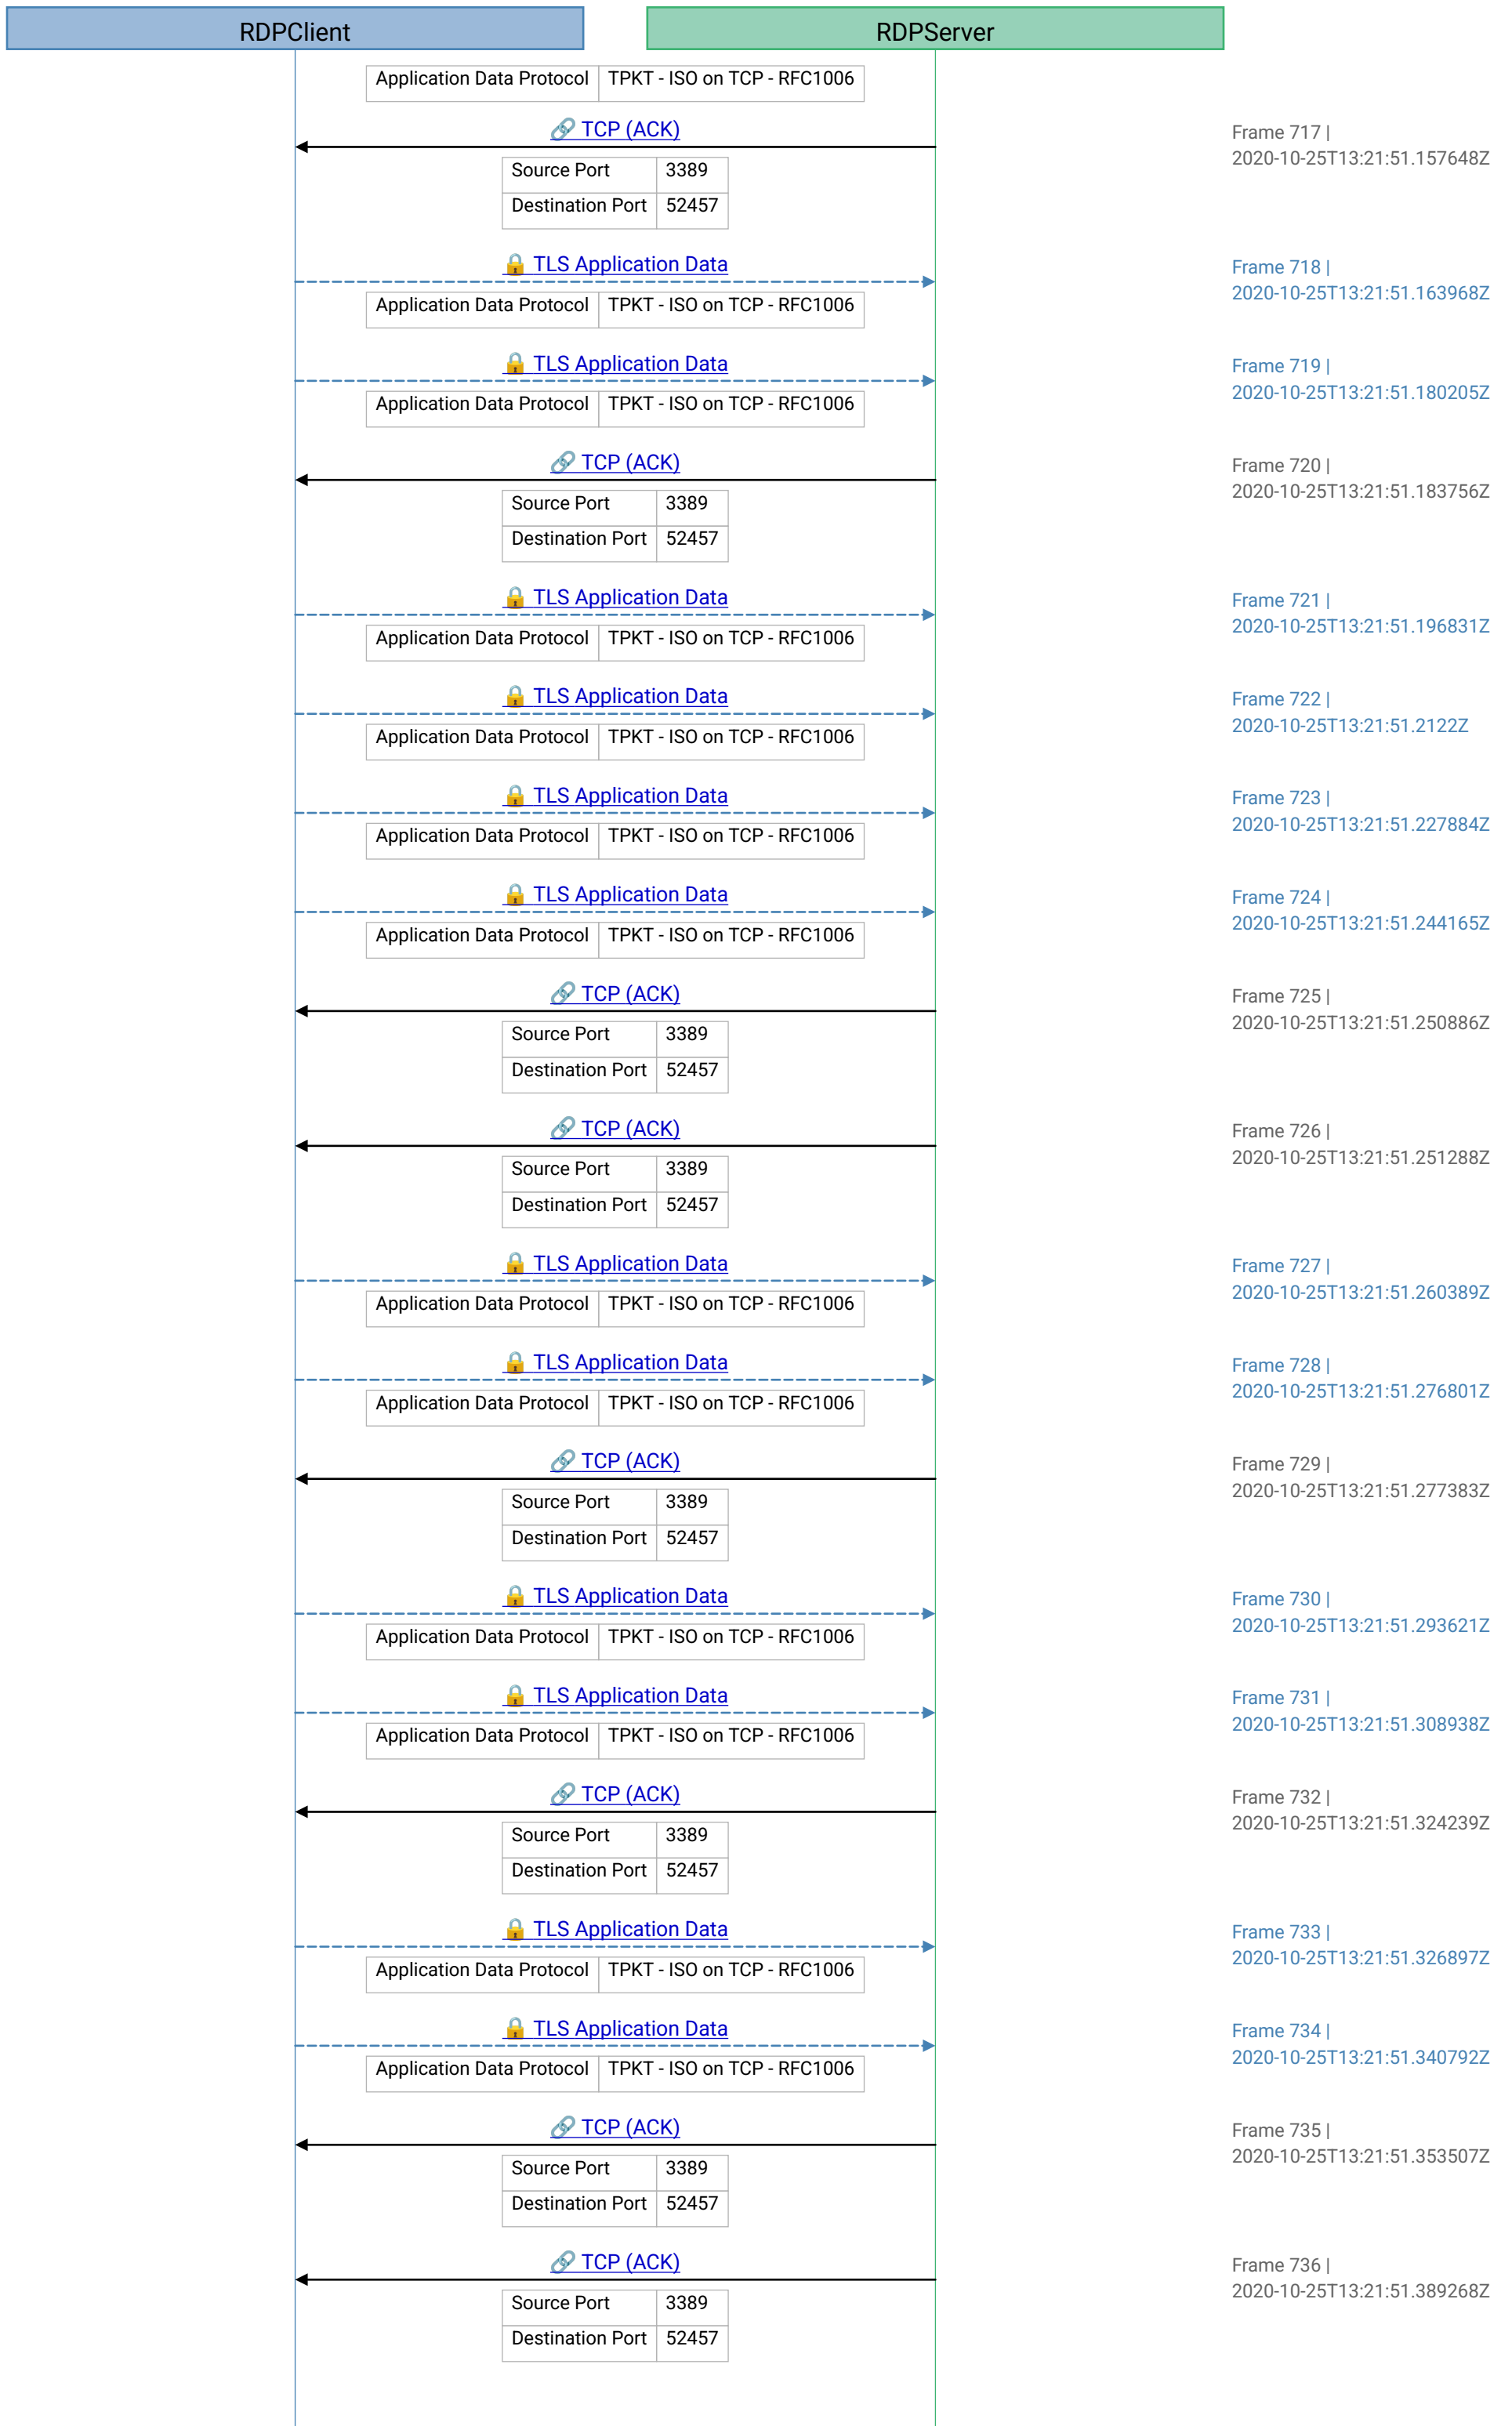 RDPClient RDPServer
Application Data Protocol TPKT - ISO on TCP - RFC1006
TCP (ACK) Frame 717 |
2020-10-25T13:21:51.157648Z
Source Port 3389
Destination Port 52457
TLS Application Data Frame 718 |
2020-10-25T13:21:51.163968Z
Application Data Protocol TPKT - ISO on TCP - RFC1006
TLS Application Data Frame 719 |
2020-10-25T13:21:51.180205Z
Application Data Protocol TPKT - ISO on TCP - RFC1006
TCP (ACK) Frame 720 |
2020-10-25T13:21:51.183756Z
Source Port 3389
Destination Port 52457
TLS Application Data Frame 721 |
2020-10-25T13:21:51.196831Z
Application Data Protocol TPKT - ISO on TCP - RFC1006
TLS Application Data Frame 722 |
2020-10-25T13:21:51.2122Z
Application Data Protocol TPKT - ISO on TCP - RFC1006
TLS Application Data Frame 723 |
2020-10-25T13:21:51.227884Z
Application Data Protocol TPKT - ISO on TCP - RFC1006
TLS Application Data Frame 724 |
2020-10-25T13:21:51.244165Z
Application Data Protocol TPKT - ISO on TCP - RFC1006
TCP (ACK) Frame 725 |
2020-10-25T13:21:51.250886Z
Source Port 3389
Destination Port 52457
TCP (ACK) Frame 726 |
2020-10-25T13:21:51.251288Z
Source Port 3389
Destination Port 52457
TLS Application Data Frame 727 |
2020-10-25T13:21:51.260389Z
Application Data Protocol TPKT - ISO on TCP - RFC1006
TLS Application Data Frame 728 |
2020-10-25T13:21:51.276801Z
Application Data Protocol TPKT - ISO on TCP - RFC1006
TCP (ACK) Frame 729 |
2020-10-25T13:21:51.277383Z
Source Port 3389
Destination Port 52457
TLS Application Data Frame 730 |
2020-10-25T13:21:51.293621Z
Application Data Protocol TPKT - ISO on TCP - RFC1006
TLS Application Data Frame 731 |
2020-10-25T13:21:51.308938Z
Application Data Protocol TPKT - ISO on TCP - RFC1006
TCP (ACK) Frame 732 |
2020-10-25T13:21:51.324239Z
Source Port 3389
Destination Port 52457
TLS Application Data Frame 733 |
2020-10-25T13:21:51.326897Z
Application Data Protocol TPKT - ISO on TCP - RFC1006
TLS Application Data Frame 734 |
2020-10-25T13:21:51.340792Z
Application Data Protocol TPKT - ISO on TCP - RFC1006
TCP (ACK) Frame 735 |
2020-10-25T13:21:51.353507Z
Source Port 3389
Destination Port 52457
TCP (ACK) Frame 736 |
2020-10-25T13:21:51.389268Z
Source Port 3389
Destination Port 52457